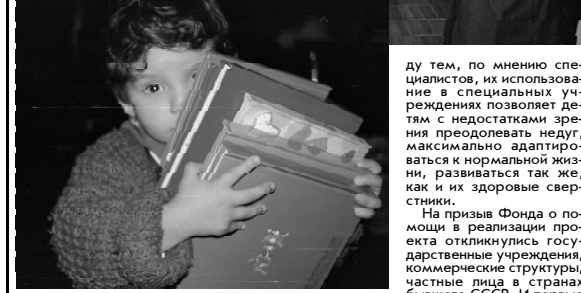 ду тем, по мнению спе-
циалистов, их использова-
ние в специальных уч-
реждениях позволяет де-
тям с недостатками зре-
ния преодолевать недуг,
максимально адаптиро-
ваться к нормальной жиз-
ни, развиваться так же,
как и их здоровые свер-
стники.
На призыв Фонда о по-
мощи в реализации про-
екта откликнулись госу-
дарственные учреждения,
коммерческие структуры,
частные лица в странах